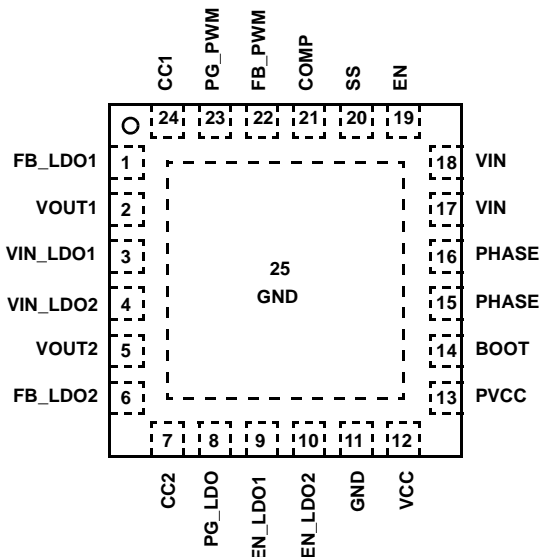 CC1
PG_PWM
FB_PWM
COMP
SS
EN
24
23
22
21
20
19
FB_LDO1
1
18
VIN
VOUT1
2
17
VIN
VIN_LDO1
3
16
PHASE
VIN_LDO2
4
15
PHASE
VOUT2
5
14
BOOT
FB_LDO2
6
13
PVCC
25
GND
7
8
9
10
11
12
CC2
PG_LDO
EN_LDO1
EN_LDO2
GND
VCC